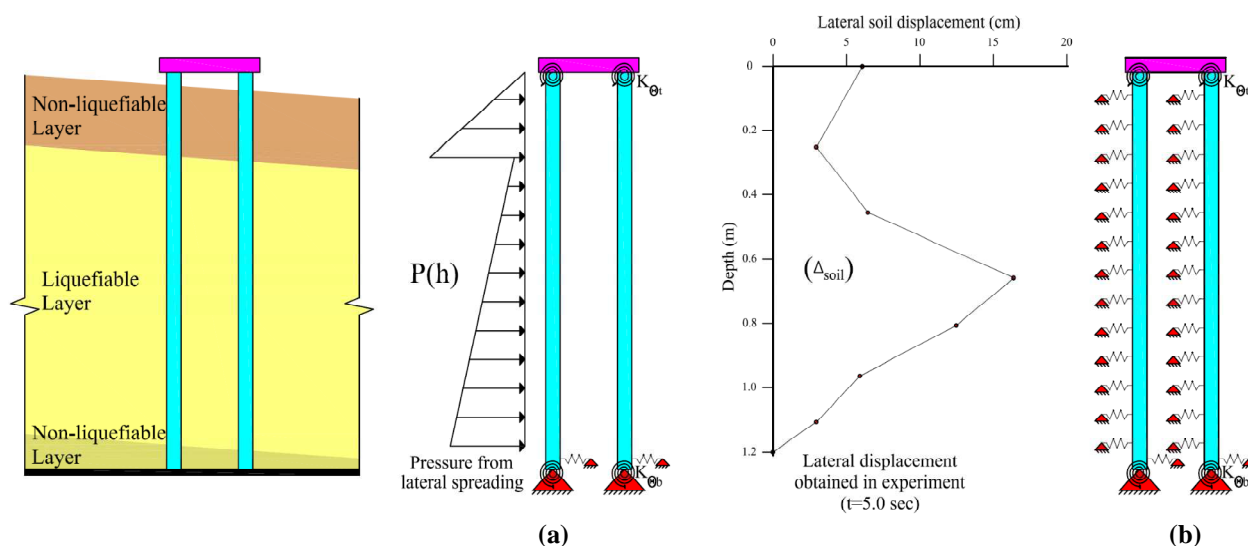 Non-liquefiable
Layer
Liquefiable
Layer
Non-liquefiable
Layer
P(h)
Pressure from
lateral spreading
KΘt
KΘb
(a)
Lateral soil displacement (cm)
0 5 10 15 20
0
0.2
0.4
0.6
0.8
1.0
1.2
Depth (m)
(Δsoil)
Lateral displacement
obtained in experiment
(t=5.0 sec)
KΘt
KΘb
(b)